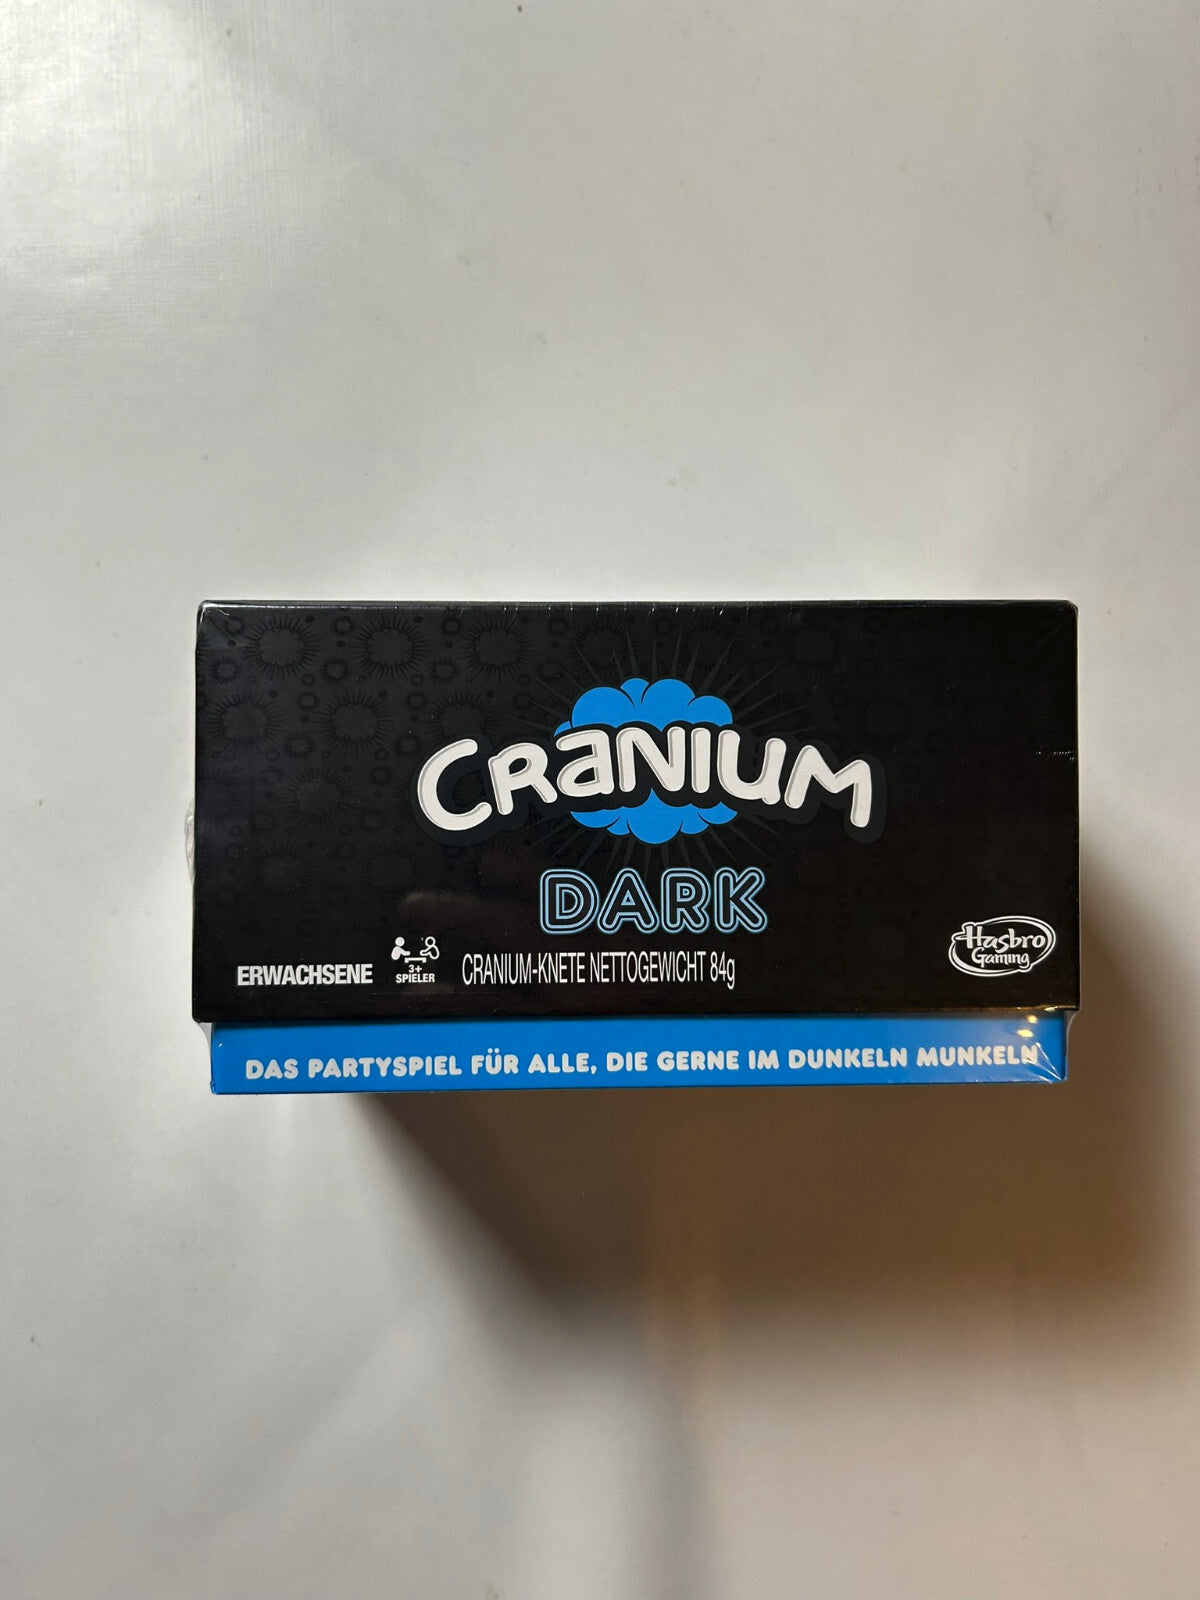 CRANIUM
DARK
ERWACHSENE
3+
SPIELER
CRANIUM-KNETE NETTOGEWICHT 84g
Hasbro
Gaming
DAS PARTYSPIEL FÜR ALLE, DIE GERNE IM DUNKELN MUNKELN